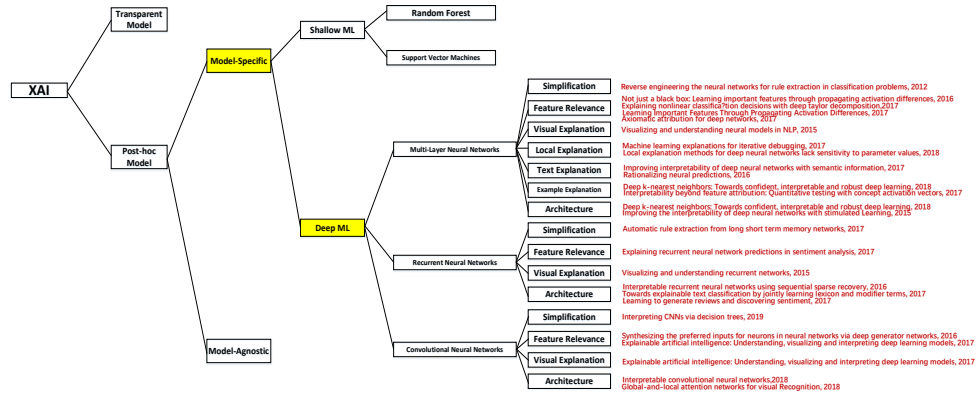 Transparent
Model
XAI
Post-hoc
Model
Model-Specific
Model-Agnostic
Shallow ML
Deep ML
Random Forest
Support Vector Machines
Multi-Layer Neural Networks
Simplification
Reverse engineering the neural networks for rule extraction in classification problems, 2012
Feature Relevance
Not just a black box: Learning important features through propagating activation differences, 2016
Explaining nonlinear classifica?tion decisions with deep taylor decomposition,2017
Learning Important Features Through Propagating Activation Differences, 2017
Axiomatic attribution for deep networks, 2017
Visual Explanation
Visualizing and understanding neural models in NLP, 2015
Local Explanation
Machine learning explanations for iterative debugging, 2017
Local explanation methods for deep neural networks lack sensitivity to parameter values, 2018
Text Explanation
Improving interpretability of deep neural networks with semantic information, 2017
Rationalizing neural predictions, 2016
Example Explanation
Deep k-nearest neighbors: Towards confident, interpretable and robust deep learning, 2018
Interpretability beyond feature attribution: Quantitative testing with concept activation vectors, 2017
Architecture
Deep k-nearest neighbors: Towards confident, interpretable and robust deep learning, 2018
Improving the interpretability of deep neural networks with stimulated Learning, 2015
Recurrent Neural Networks
Simplification
Automatic rule extraction from long short term memory networks, 2017
Feature Relevance
Explaining recurrent neural network predictions in sentiment analysis, 2017
Visual Explanation
Visualizing and understanding recurrent networks, 2015
Architecture
Interpretable recurrent neural networks using sequential sparse recovery, 2016
Towards explainable text classification by jointly learning lexicon and modifier terms, 2017
Learning to generate reviews and discovering sentiment, 2017
Convolutional Neural Networks
Simplification
Interpreting CNNs via decision trees, 2019
Feature Relevance
Synthesizing the preferred inputs for neurons in neural networks via deep generator networks, 2016
Explainable artificial intelligence: Understanding, visualizing and interpreting deep learning models, 2017
Visual Explanation
Explainable artificial intelligence: Understanding, visualizing and interpreting deep learning models, 2017
Architecture
Interpretable convolutional neural networks,2018
Global-and-local attention networks for visual Recognition, 2018